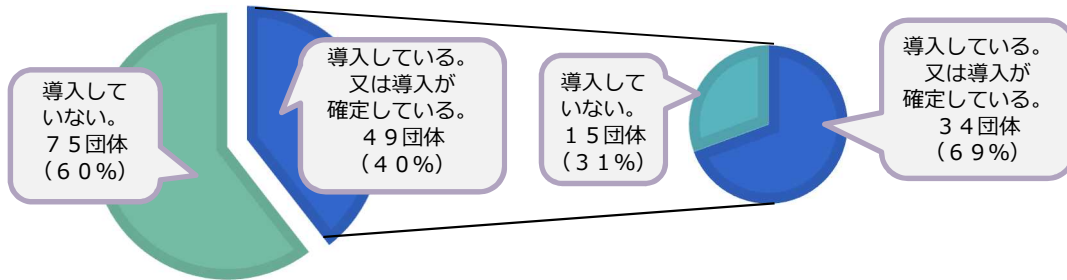 導入して
いない。
７５団体
（６０%）
導入している。
又は導入が
確定している。
４９団体
（４０%）
導入して
いない。
１５団体
（３１%）
導入している。
又は導入が
確定している。
３４団体
（６９%）